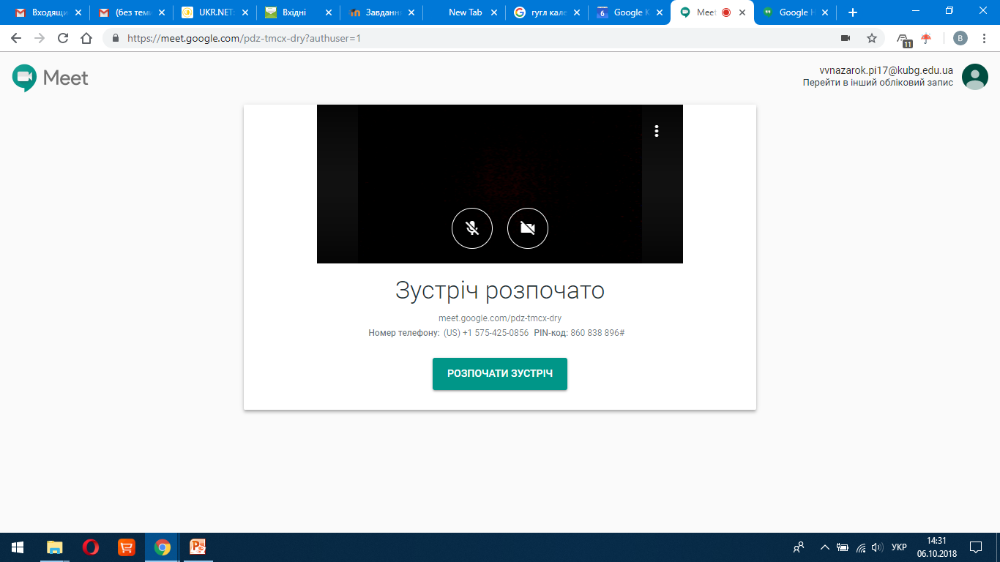 Входящи
(без теми
UKR.NET:
Вхідні
Завдання
New Tab
гугл кале
6
Google К
Meet
Google H
https://meet.google.com/pdz-tmcx-dry?authuser=1
11
B
Meet
vvnazarok.pi17@kubg.edu.ua
Перейти в інший обліковий запис
Зустріч розпочато
meet.google.com/pdz-tmcx-dry
Номер телефону: (US) +1 575-425-0856 PIN-код: 860 838 896#
РОЗПОЧАТИ ЗУСТРІЧ
УКР
14:31
06.10.2018